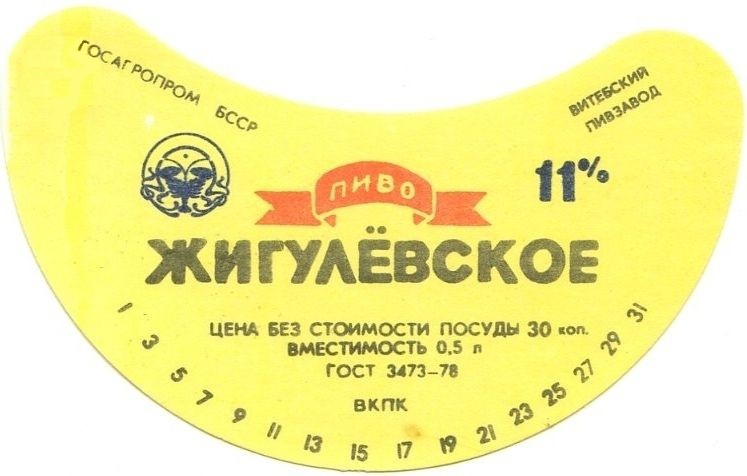 ГОСАГРОПРОМ БССР
ВИТЕБСКИЙ
ПИВЗАВОД
11%
ПИВО
ЖИГУЛЁВСКОЕ
ЦЕНА БЕЗ СТОИМОСТИ ПОСУДЫ 30 коп.
ВМЕСТИМОСТЬ 0,5 л
ГОСТ 3473–78
ВКПК
1 3 5 7 9 11 13 15 17 19 21 23 25 27 29 31